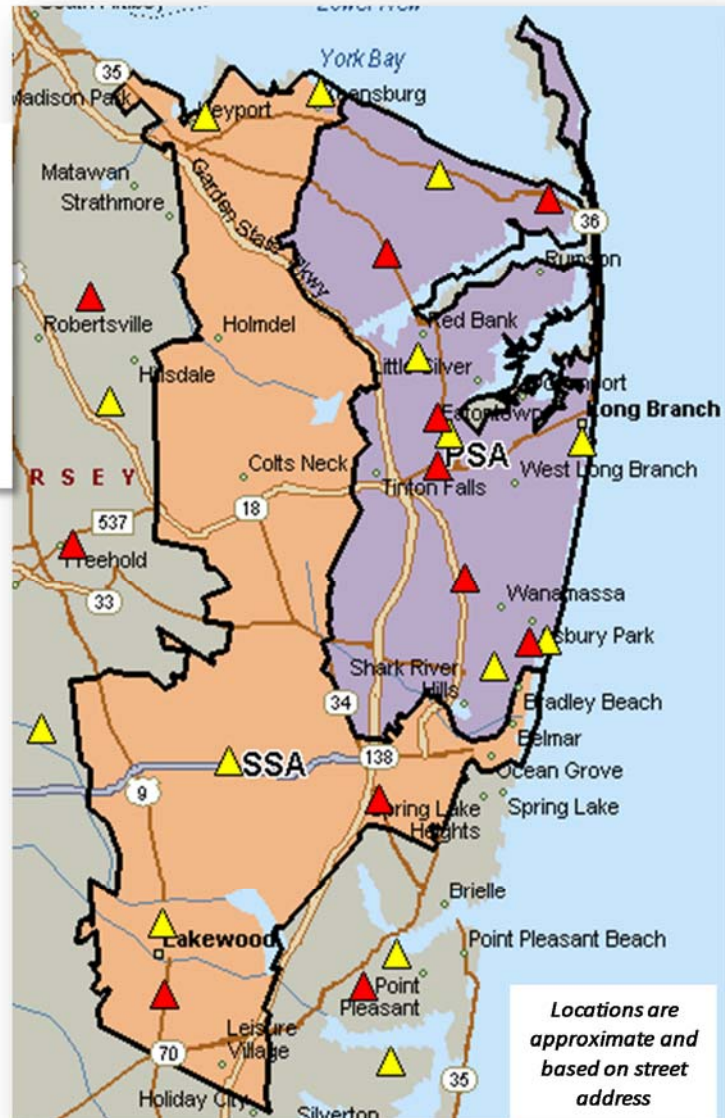 Lower New
York Bay
35
Madison Park
Keyport
Keansburg
Matawan
Strathmore
Garden State Pkwy
36
Rumson
Robertsville
Holmdel
Red Bank
Little Silver
Hillsdale
Eatontown
Long Branch
PSA
RSEY
Colts Neck
Tinton Falls
West Long Branch
18
537
Freehold
33
Wanamassa
Asbury Park
Shark River
Hills
34
Bradley Beach
Belmar
138
SSA
Ocean Grove
9
Spring Lake
Heights
Spring Lake
Brielle
Lakewood
Point Pleasant Beach
Point
Pleasant
Leisure
Village
70
35
Holiday City
Silverton
Locations are
approximate and
based on street
address